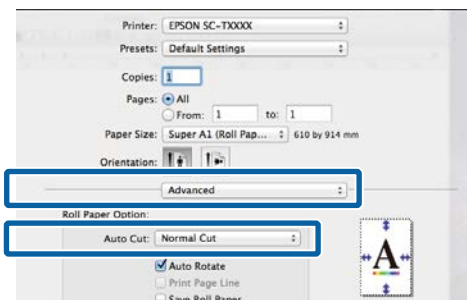 Printer: EPSON SC-TXXXX
Presets: Default Settings
Copies: 1
Pages: All
From: 1 to: 1
Paper Size: Super A1 (Roll Pap... 610 by 914 mm
Orientation:
Advanced
Roll Paper Option:
Auto Cut: Normal Cut
Auto Rotate
Print Page Line
Save Roll Paper
A